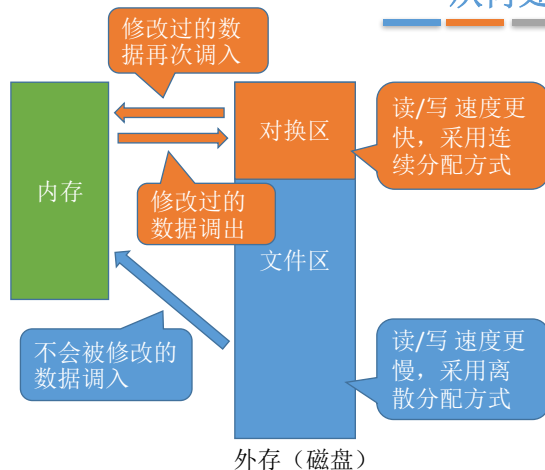 修改过的数
据再次调入
对换区
读/写 速度更
快，采用连
续分配方式
内存
修改过的
数据调出
文件区
不会被修改的
数据调入
读/写 速度更
慢，采用离
散分配方式
外存（磁盘）